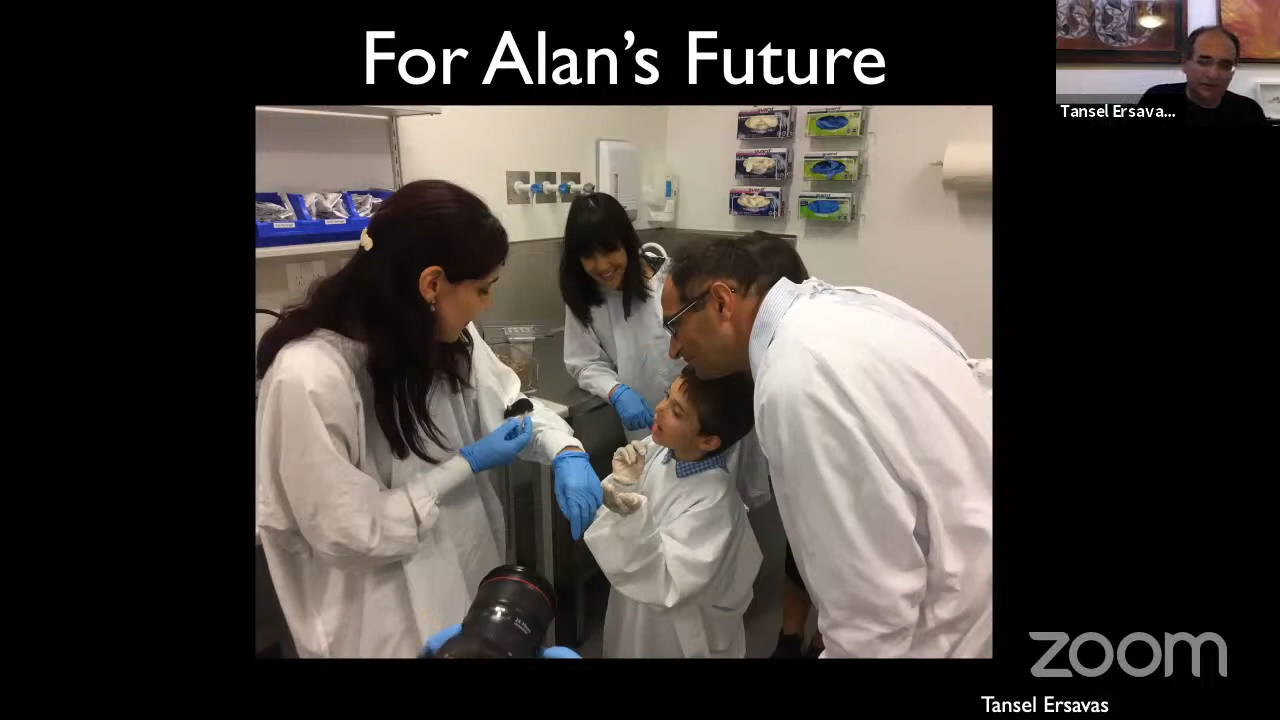 For Alan's Future
Tansel Ersava...
zoom
Tansel Ersavas